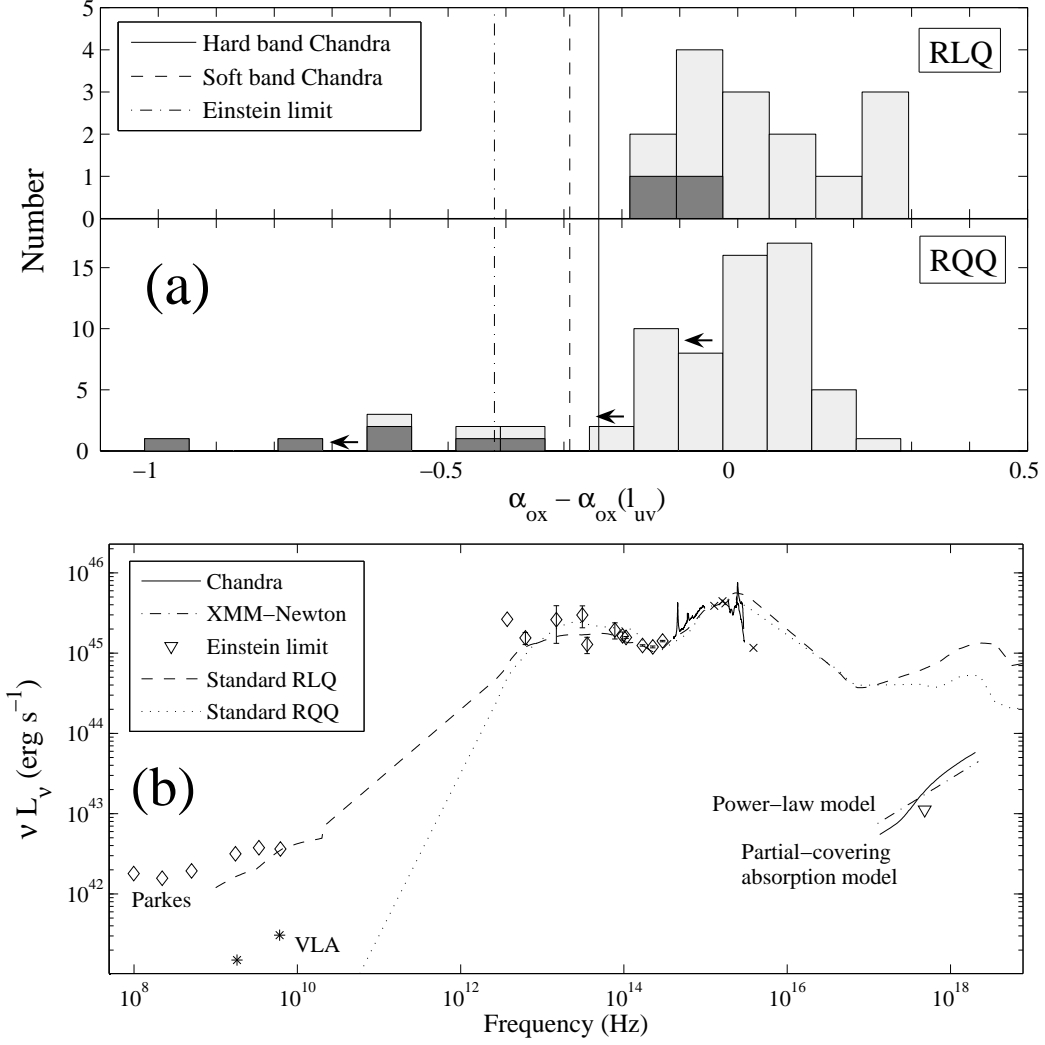 5
4
3
2
1
0
Number
Hard band Chandra
Soft band Chandra
Einstein limit
RLQ
15
10
5
0
(a)
RQQ
−1
−0.5
0
0.5
α_ox − α_ox(l_uv)
10^46
10^45
10^44
10^43
10^42
ν L_ν (erg s^−1)
Chandra
XMM−Newton
Einstein limit
Standard RLQ
Standard RQQ
(b)
Power−law model
Partial−covering
absorption model
Parkes
VLA
10^8
10^10
10^12
10^14
10^16
10^18
Frequency (Hz)